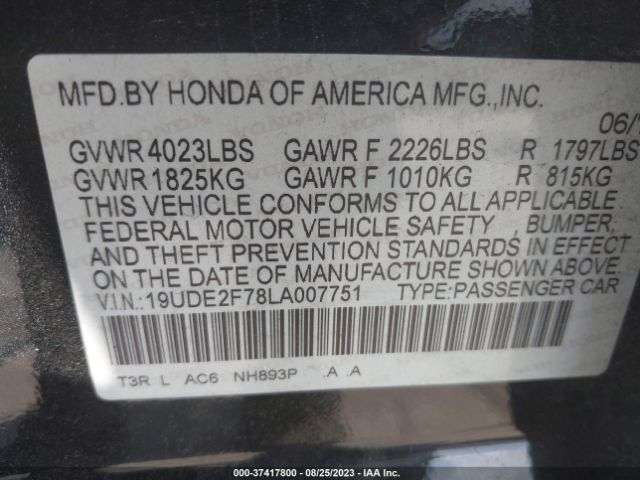 MFD.BY HONDA OF AMERICA MFG.,INC.
06/
GVWR 4023LBS GAWR F 2226LBS R 1797LBS
GVWR 1825KG GAWR F 1010KG R 815KG
THIS VEHICLE CONFORMS TO ALL APPLICABLE
FEDERAL MOTOR VEHICLE SAFETY , BUMPER,
AND THEFT PREVENTION STANDARDS IN EFFECT
ON THE DATE OF MANUFACTURE SHOWN ABOVE.
V.I.N.:19UDE2F78LA007751 TYPE:PASSENGER CAR
T3R L AC6 NH893P .A .A
000-37417800 - 08/25/2023 - IAA Inc.